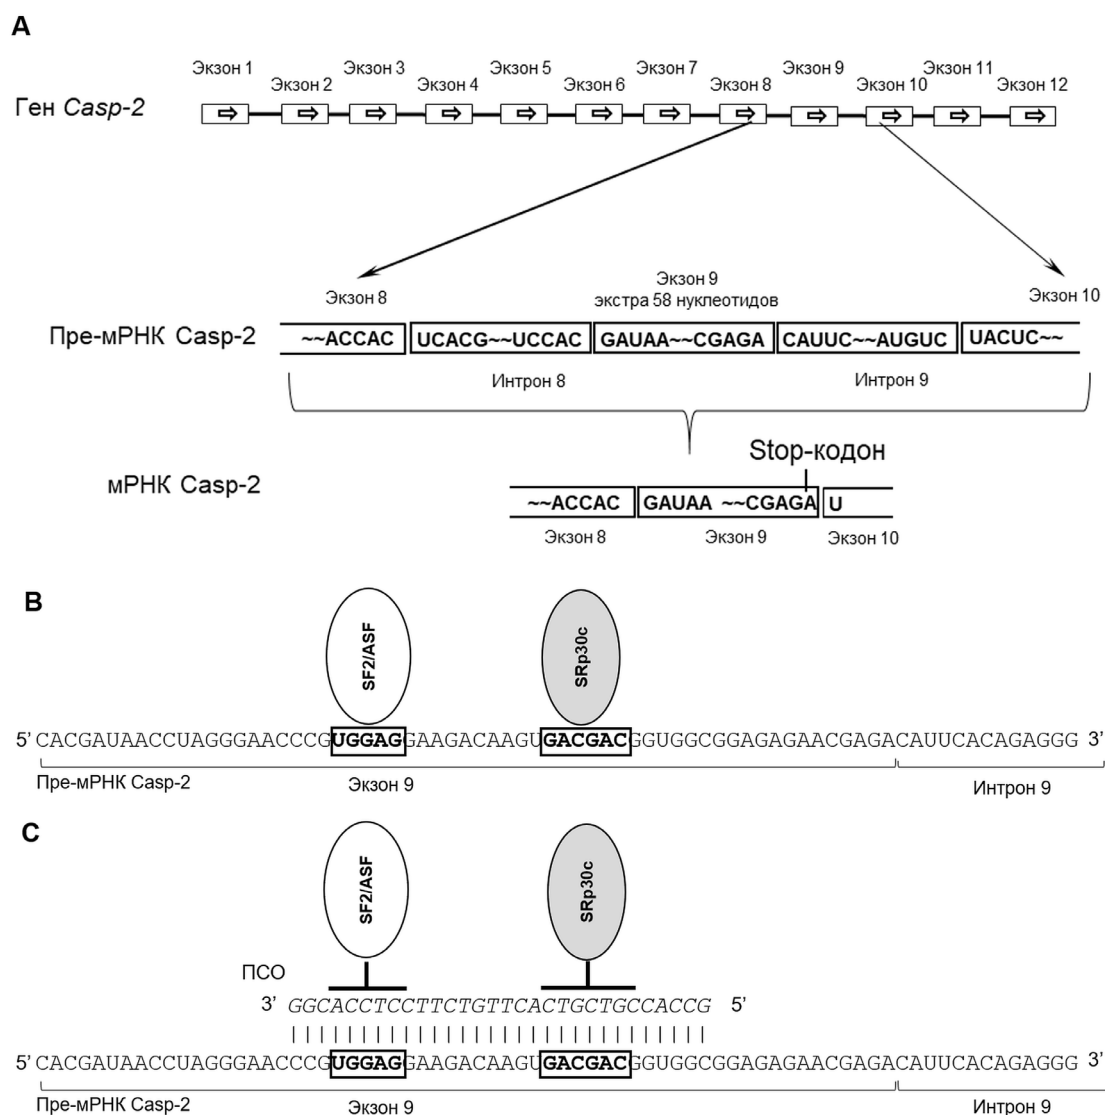 A
Экзон 1 Экзон 3 Экзон 5 Экзон 7 Экзон 9 Экзон 11
Экзон 2 Экзон 4 Экзон 6 Экзон 8 Экзон 10 Экзон 12
Ген Casp-2
Экзон 9
Экзон 8 экстра 58 нуклеотидов Экзон 10
Пре-мРНК Casp-2 ~~ACCAC UCACG~~UCCAC GAUAA~~CGAGA CAUUC~~AUGUC UACUC~~
Интрон 8 Интрон 9
Stop-кодон
мРНК Casp-2 ~~ACCAC GAUAA ~~CGAGA U
Экзон 8 Экзон 9 Экзон 10
B
SF2/ASF SRp30c
5’ CACGAUAACCUAGGGAACCCGUGGAGGAAGACAAGUGACGACGGUGGCGGAGAGAACGAGACAUUCACAGAGGG 3’
Пре-мРНК Casp-2 Экзон 9 Интрон 9
C
SF2/ASF SRp30c
ПСО
3’ GGCACCTCCTTCTGTTCACTGCTGCCACCG 5’
5’ CACGAUAACCUAGGGAACCCGUGGAGGAAGACAAGUGACGACGGUGGCGGAGAGAACGAGACAUUCACAGAGGG 3’
Пре-мРНК Casp-2 Экзон 9 Интрон 9